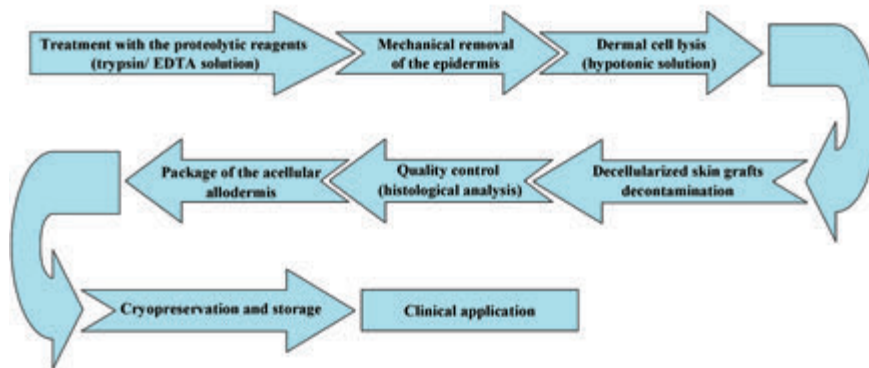 Treatment with the proteolytic reagents
(trypsin/ EDTA solution)
Mechanical removal
of the epidermis
Dermal cell lysis
(hypotonic solution)
Decellularized skin grafts
decontamination
Quality control
(histological analysis)
Package of the acellular
allodermis
Cryopreservation and storage
Clinical application